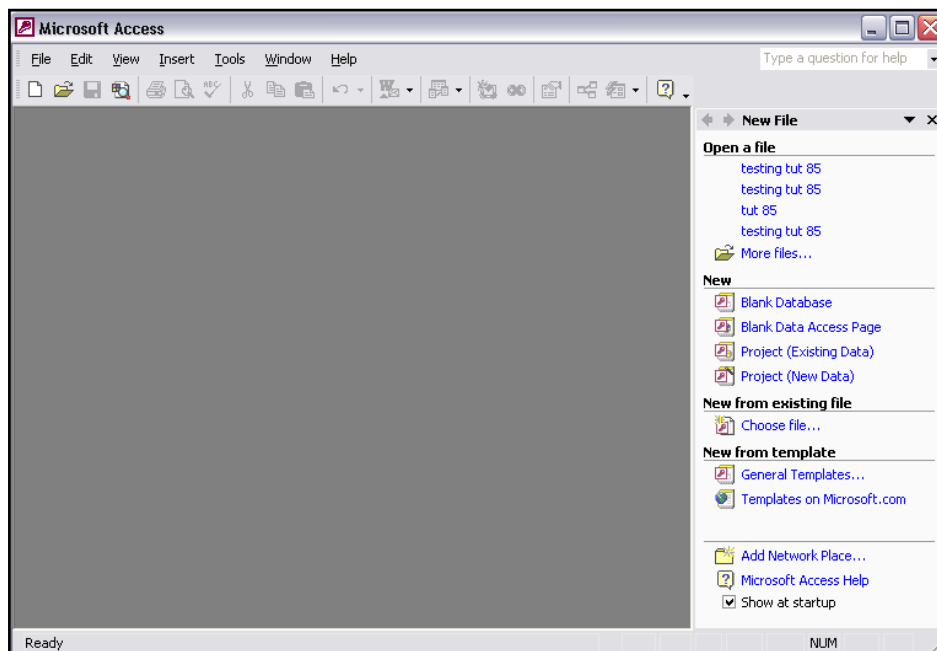 Microsoft Access
File Edit View Insert Tools Window Help
Type a question for help
New File
Open a file
testing tut 85
testing tut 85
tut 85
testing tut 85
More files...
New
Blank Database
Blank Data Access Page
Project (Existing Data)
Project (New Data)
New from existing file
Choose file...
New from template
General Templates...
Templates on Microsoft.com
Add Network Place...
Microsoft Access Help
Show at startup
Ready
NUM